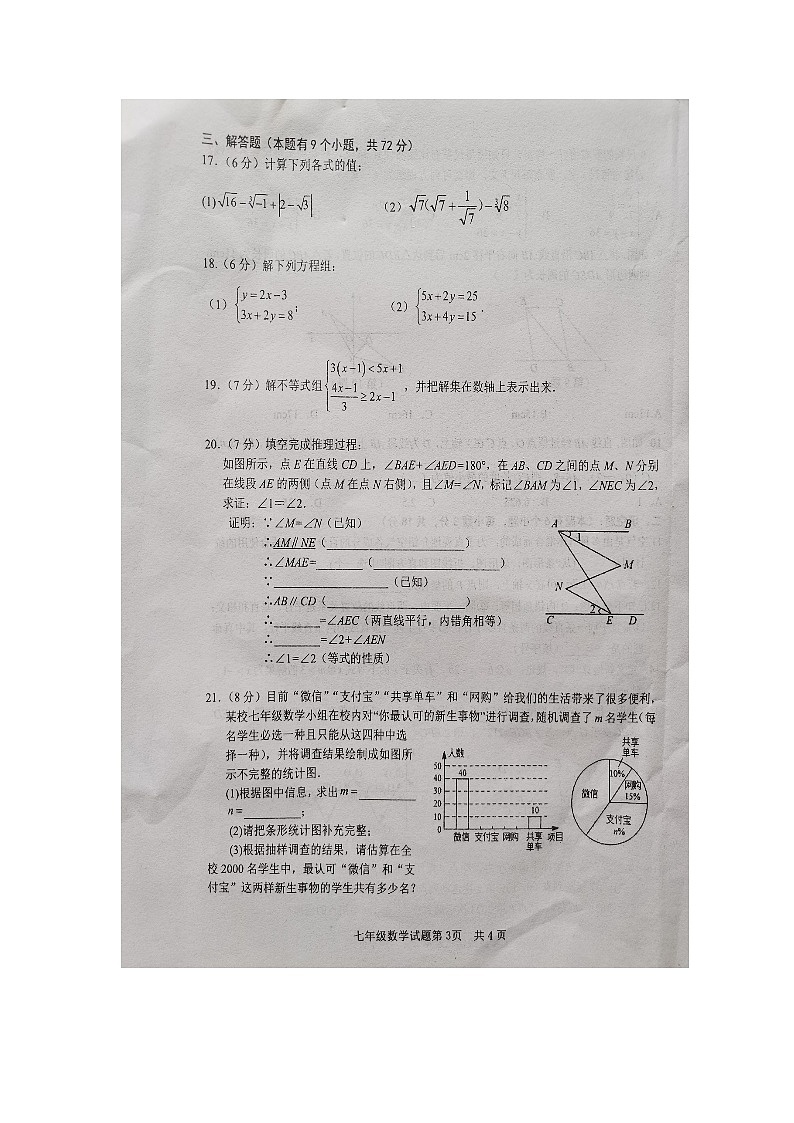 三、解答题（本题有9个小题，共72分）
17．（6分）计算下列各式的值：
(1) √16 − ∛−1 + |2 − √3|　（2） √7(√7 + 1/√7) − ∛8
18．（6分）解下列方程组：
（1）{y = 2x − 3；3x + 2y = 8；　（2）{5x + 2y = 25；3x + 4y = 15．
19．（7分）解不等式组{3(x − 1) < 5x + 1；(4x − 1)/3 ≥ 2x − 1，并把解集在数轴上表示出来．
20．（7分）填空完成推理过程：
如图所示，点E在直线CD上，∠BAE+∠AED=180°，在AB、CD之间的点M、N分别
在线段AE的两侧（点M在点N右侧），且∠M=∠N，标记∠BAM为∠1，∠NEC为∠2，
求证：∠1＝∠2．
证明：∵∠M=∠N（已知）
∴AM∥NE（________）
∴∠MAE=______（________）
∵________（已知）
∴AB∥CD（________）
∴______=∠AEC（两直线平行，内错角相等）
∴______=∠2+∠AEN
∴∠1=∠2（等式的性质）
A B
1
M
N
2
C E D
21．（8分）目前“微信”“支付宝”“共享单车”和“网购”给我们的生活带来了很多便利，
某校七年级数学小组在校内对“你最认可的新生事物”进行调查，随机调查了m名学生（每
名学生必选一种且只能从这四种中选
择一种），并将调查结果绘制成如图所
示不完整的统计图．
(1)根据图中信息，求出m＝________
n＝________；
(2)请把条形统计图补充完整；
(3)根据抽样调查的结果，请估算在全
校2000名学生中，最认可“微信”和“支
付宝”这两样新生事物的学生共有多少名？
人数
50
40
30
20
10
0
40
10
微信 支付宝 网购 共享单车 项目
共享
单车
10%
网购
15%
微信
支付宝
n%
七年级数学试题第3页 共4页